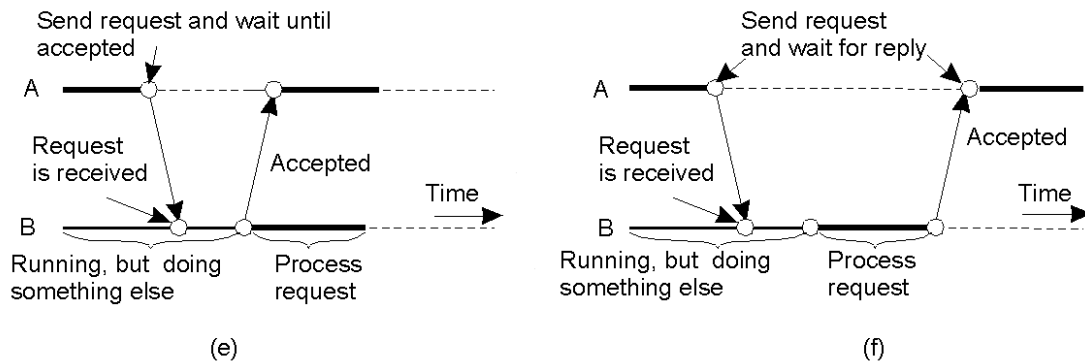 Send request and wait until
accepted
A
Request
is received
Accepted
Time
B
Running, but doing
something else
Process
request
(e)
Send request
and wait for reply
A
Request
is received
Accepted
Time
B
Running, but doing
something else
Process
request
(f)